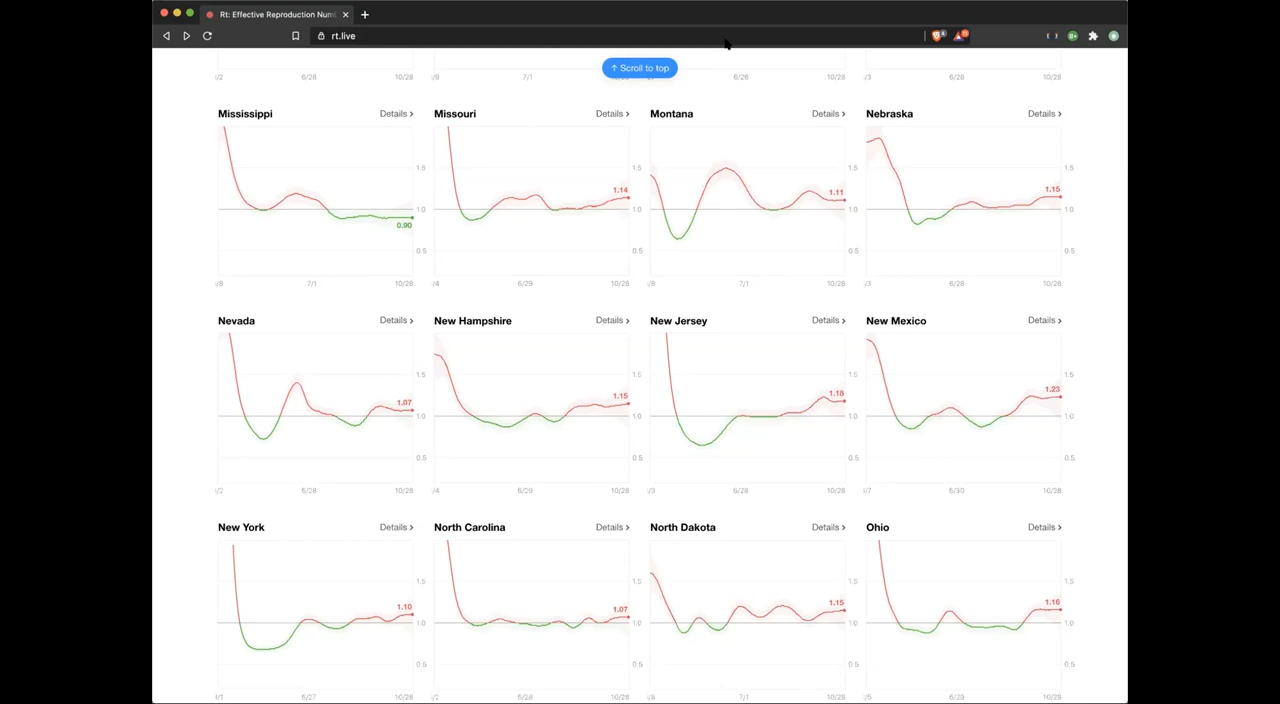 Rt: Effective Reproduction Num
rt.live
↑ Scroll to top
6/28 10/28 7/1 6/26 6/28 10/28
Mississippi Details > Missouri Details > Montana Details > Nebraska Details >
1.5 1.5 1.5 1.5
1.0 0.90 1.14 1.0 1.11 1.0 1.15 1.0
0.5 0.5 0.5 0.5
7/1 10/28 6/29 10/28 7/1 10/28 6/28 10/28
Nevada Details > New Hampshire Details > New Jersey Details > New Mexico Details >
1.5 1.5 1.5 1.5
1.07 1.0 1.15 1.0 1.18 1.0 1.23 1.0
0.5 0.5 0.5 0.5
6/28 10/28 6/29 10/28 6/28 10/28 6/30 10/28
New York Details > North Carolina Details > North Dakota Details > Ohio Details >
1.5 1.5 1.5 1.5
1.10 1.0 1.07 1.0 1.15 1.0 1.16 1.0
0.5 0.5 0.5 0.5
6/27 10/28 6/28 10/28 7/1 10/28 6/29 10/28